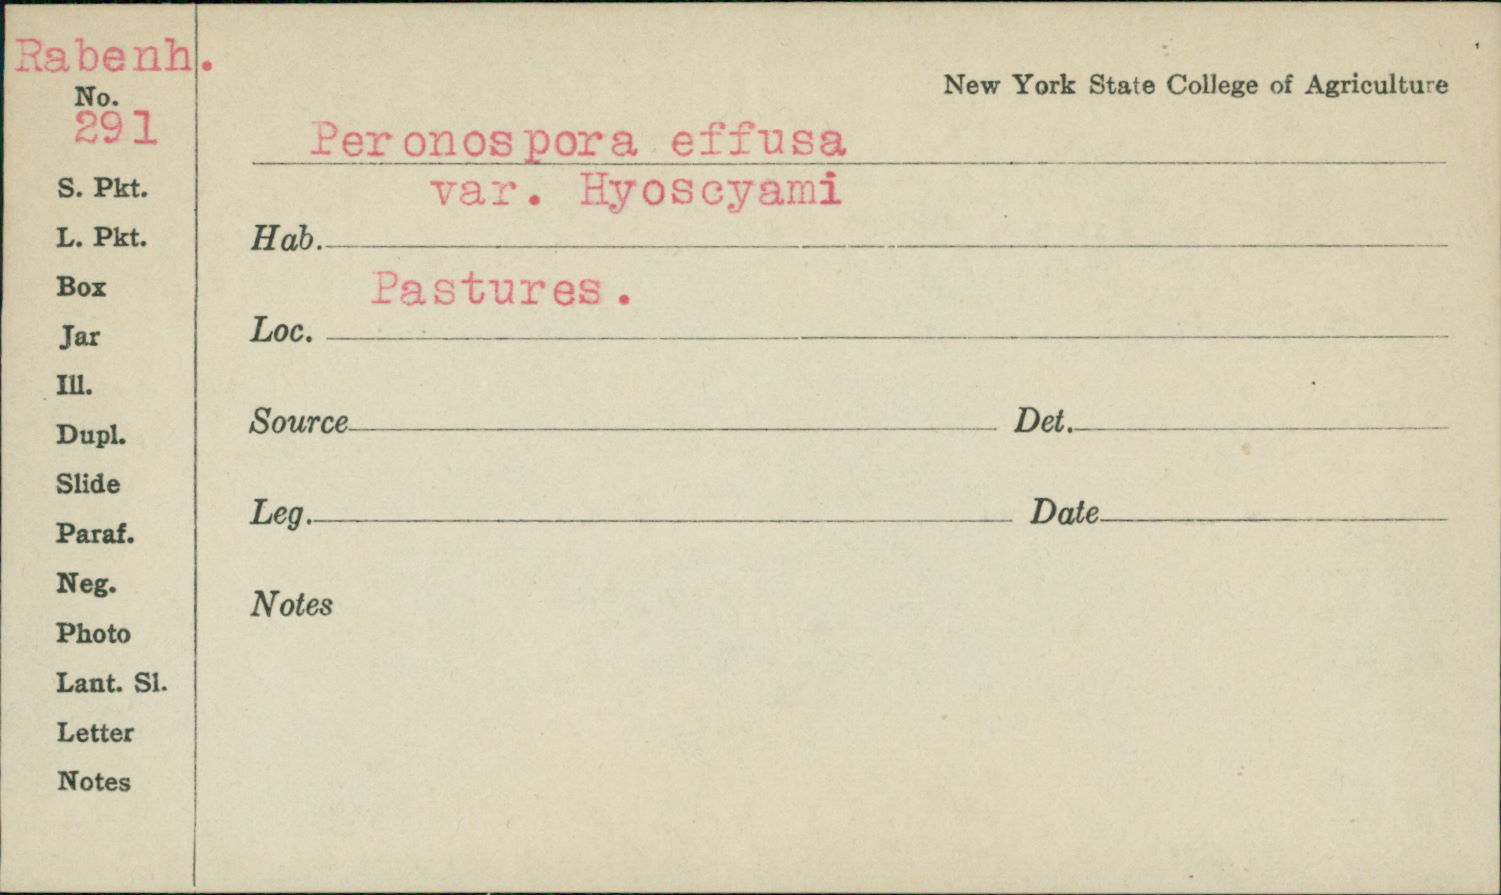 Rabenh.
No.
291
S. Pkt.
L. Pkt.
Box
Jar
Ill.
Dupl.
Slide
Paraf.
Neg.
Photo
Lant. Sl.
Letter
Notes
New York State College of Agriculture
Peronospora effusa
var. Hyoscyami
Hab.
Pastures.
Loc.
Source Det.
Leg. Date
Notes